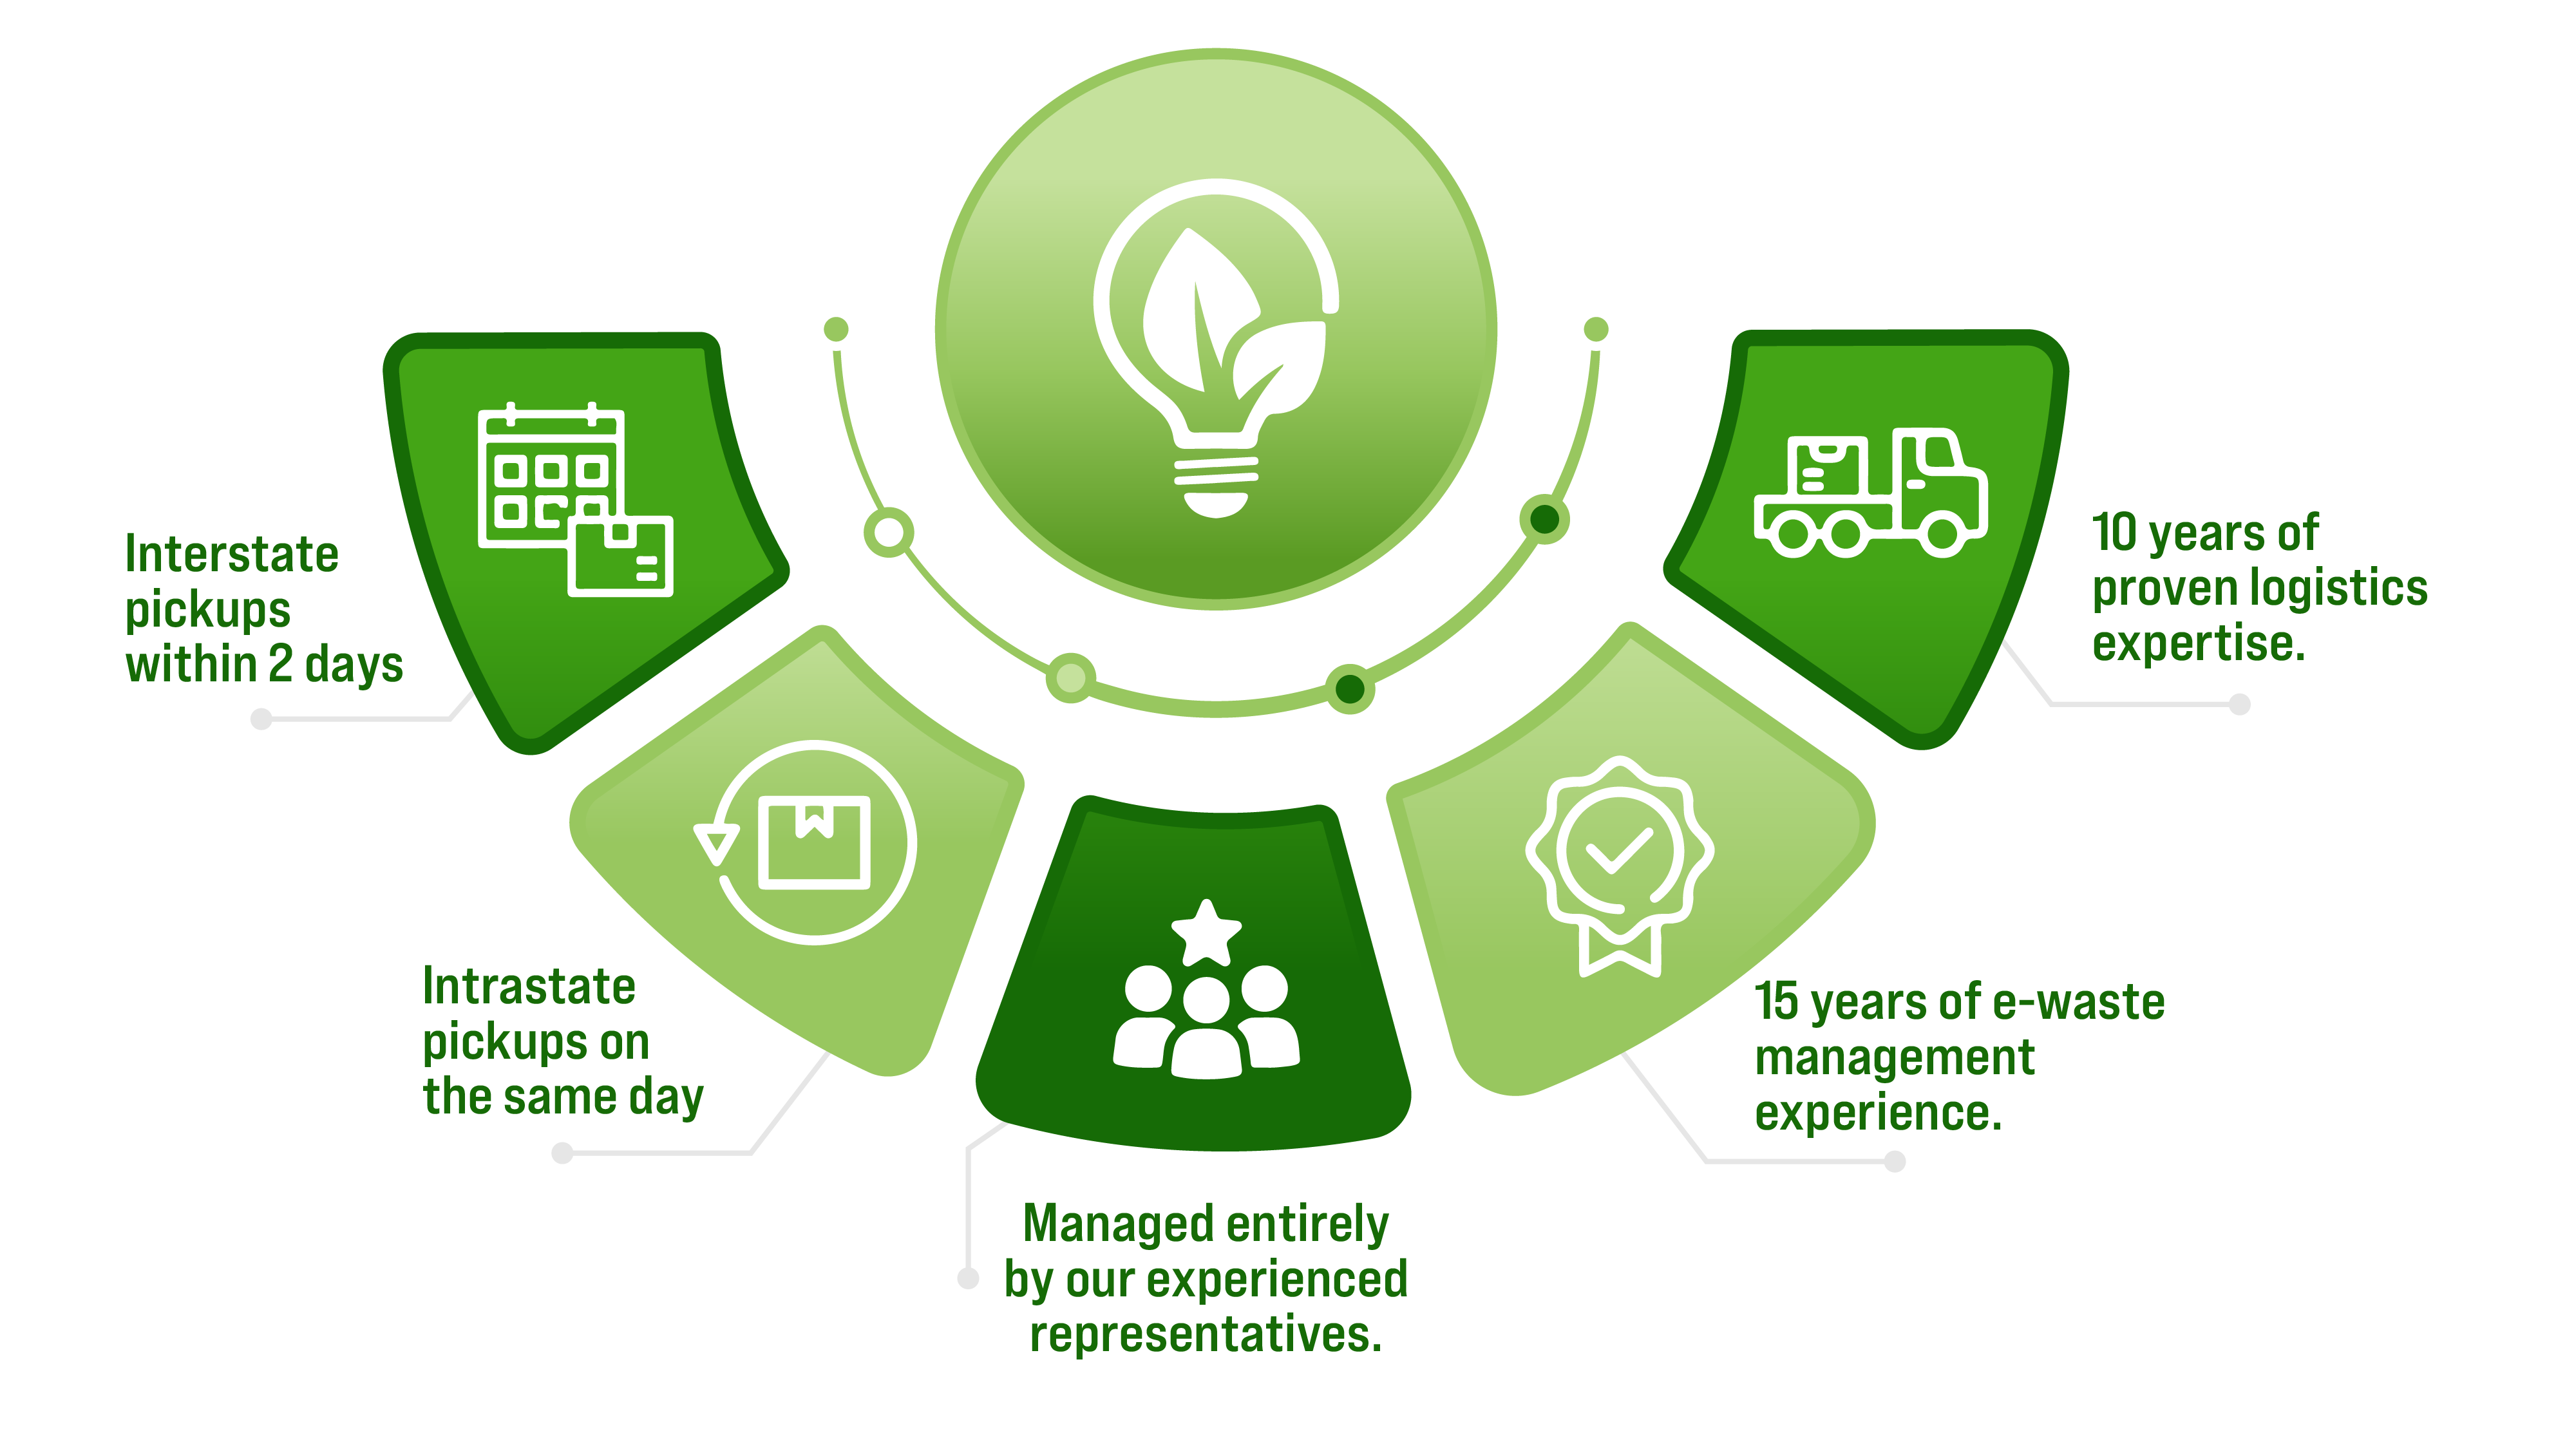 Interstate
pickups
within 2 days
Intrastate
pickups on
the same day
Managed entirely
by our experienced
representatives.
15 years of e-waste
management
experience.
10 years of
proven logistics
expertise.